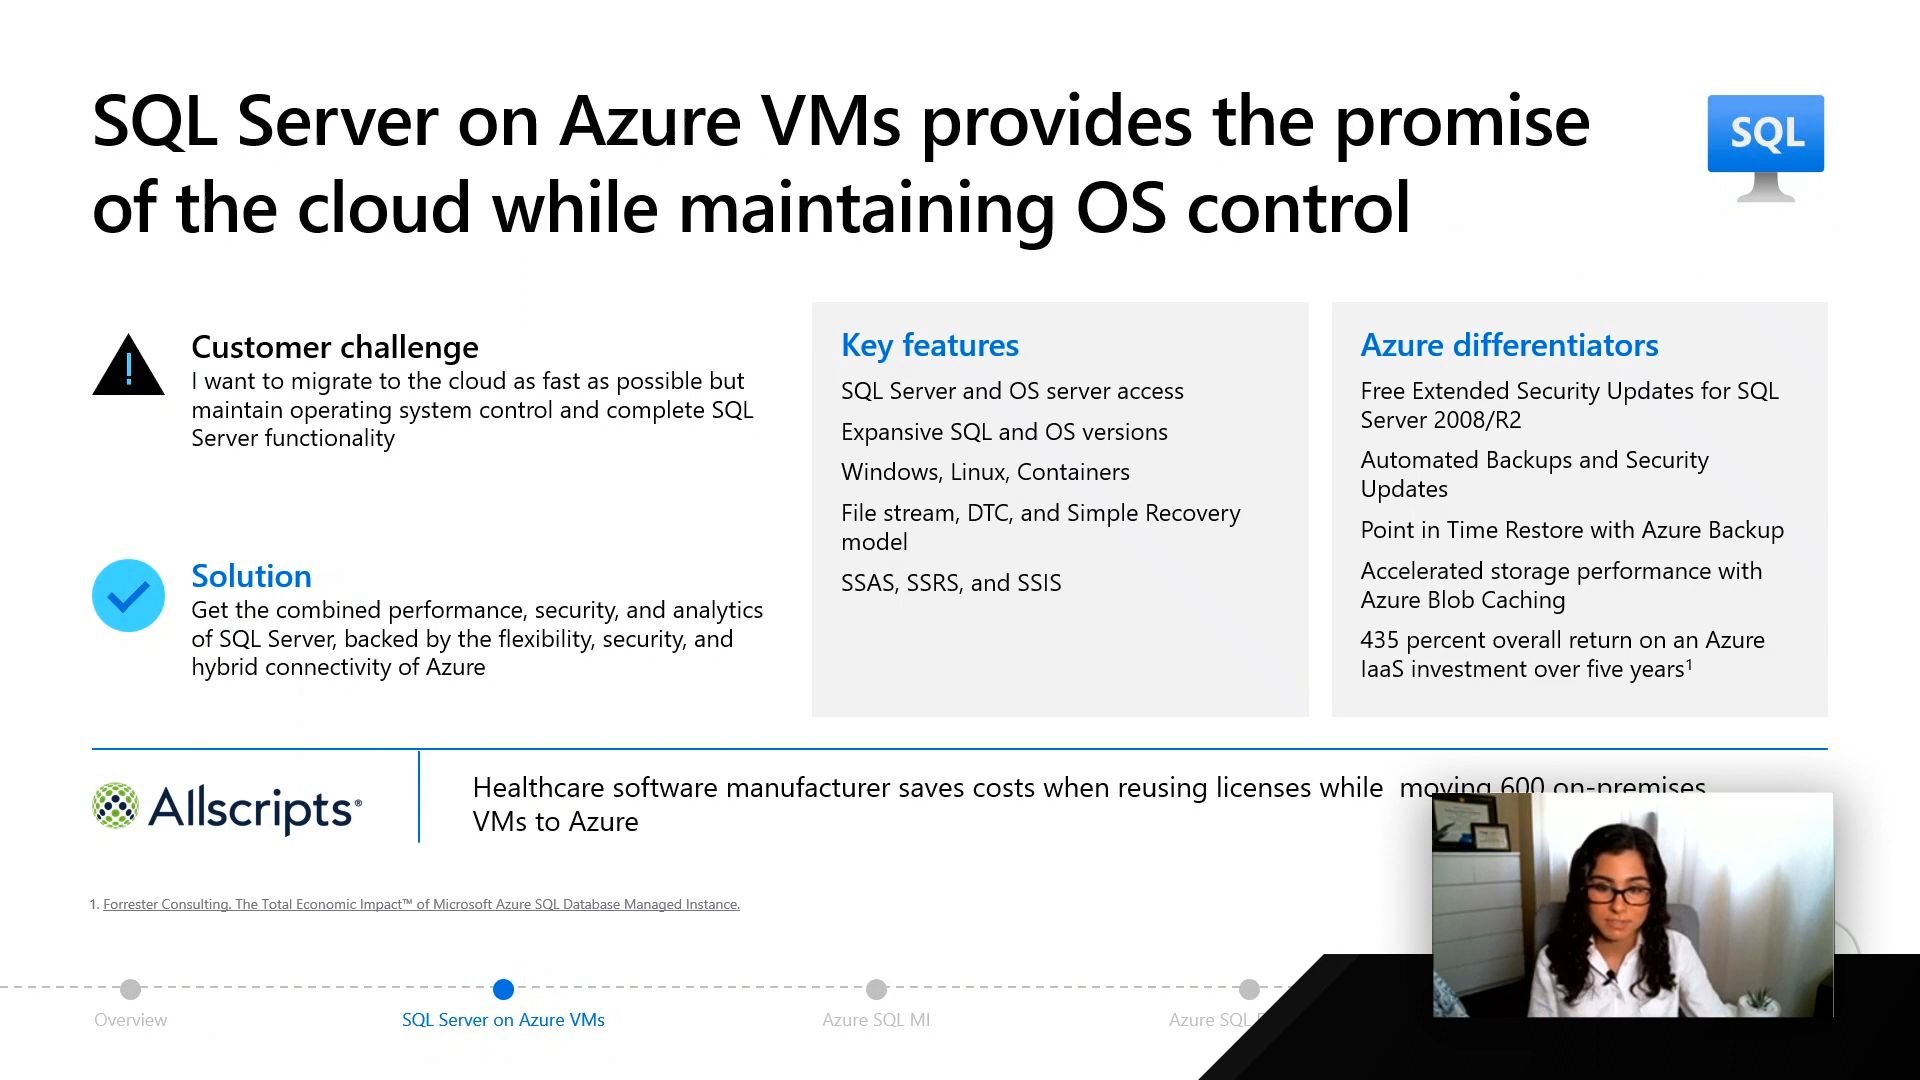 SQL Server on Azure VMs provides the promise
of the cloud while maintaining OS control
SQL
Customer challenge
I want to migrate to the cloud as fast as possible but
maintain operating system control and complete SQL
Server functionality
Solution
Get the combined performance, security, and analytics
of SQL Server, backed by the flexibility, security, and
hybrid connectivity of Azure
Key features
SQL Server and OS server access
Expansive SQL and OS versions
Windows, Linux, Containers
File stream, DTC, and Simple Recovery
model
SSAS, SSRS, and SSIS
Azure differentiators
Free Extended Security Updates for SQL
Server 2008/R2
Automated Backups and Security
Updates
Point in Time Restore with Azure Backup
Accelerated storage performance with
Azure Blob Caching
435 percent overall return on an Azure
IaaS investment over five years¹
Allscripts®
Healthcare software manufacturer saves costs when reusing licenses while moving 600 on-premises
VMs to Azure
1. Forrester Consulting. The Total Economic Impact™ of Microsoft Azure SQL Database Managed Instance.
Overview
SQL Server on Azure VMs
Azure SQL MI
Azure SQL